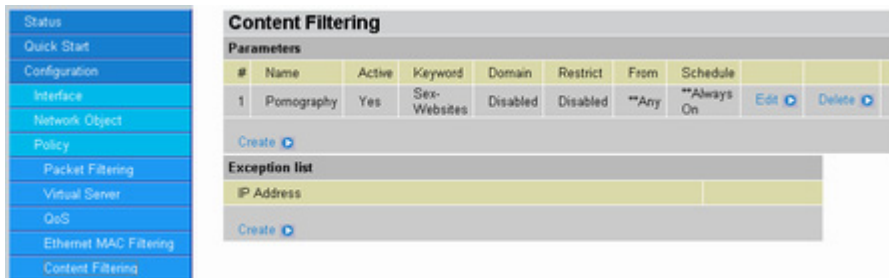 Status
Quick Start
Configuration
Interface
Network Object
Policy
Packet Filtering
Virtual Server
QoS
Ethernet MAC Filtering
Content Filtering
Content Filtering
Parameters
# Name Active Keyword Domain Restrict From Schedule
1 Pornography Yes Sex-Websites Disabled Disabled **Any **Always On Edit Delete
Create
Exception list
IP Address
Create